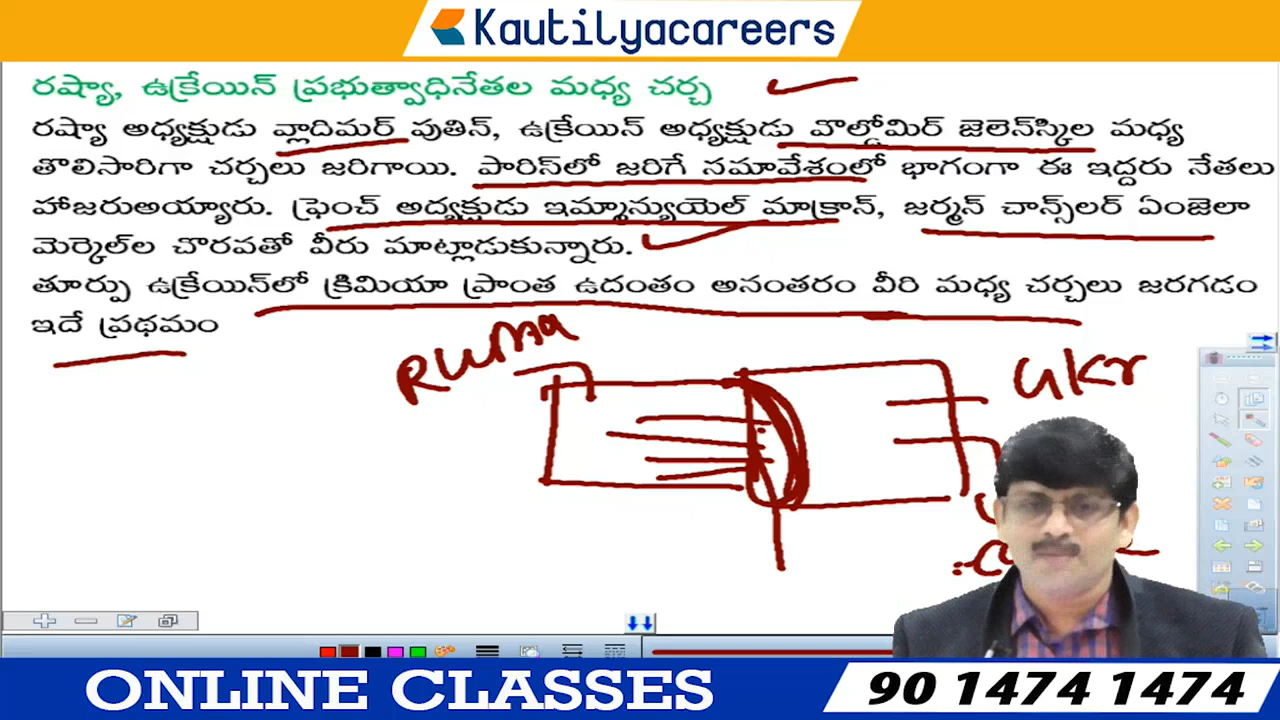 Kautilyacareers
రష్యా, ఉక్రేయిన్ ప్రభుత్వాధినేతల మధ్య చర్చ
రష్యా అధ్యక్షుడు వ్లాదిమర్ పుతిన్, ఉక్రేయిన్ అధ్యక్షుడు వొల్డోమిర్ జెలెన్‌స్కిల మధ్య
తొలిసారిగా చర్చలు జరిగాయి. పారిస్‌లో జరిగే సమావేశంలో భాగంగా ఈ ఇద్దరు నేతలు
హాజరుఅయ్యారు. ఫ్రెంచ్ అద్యక్షుడు ఇమ్మాన్యుయెల్ మాక్రాన్, జర్మన్ చాన్స్‌లర్ ఏంజెలా
మెర్కెల్‌ల చొరవతో వీరు మాట్లాడుకున్నారు.
తూర్పు ఉక్రేయిన్‌లో క్రిమియా ప్రాంత ఉదంతం అనంతరం వీరి మధ్య చర్చలు జరగడం
ఇదే ప్రథమం
UKr
ONLINE CLASSES
90 1474 1474